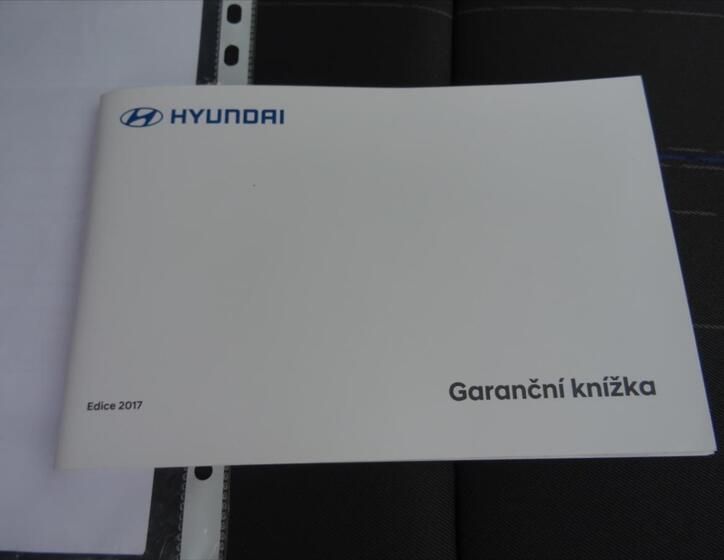 HYUNDAI
Edice 2017
Garanční knížka